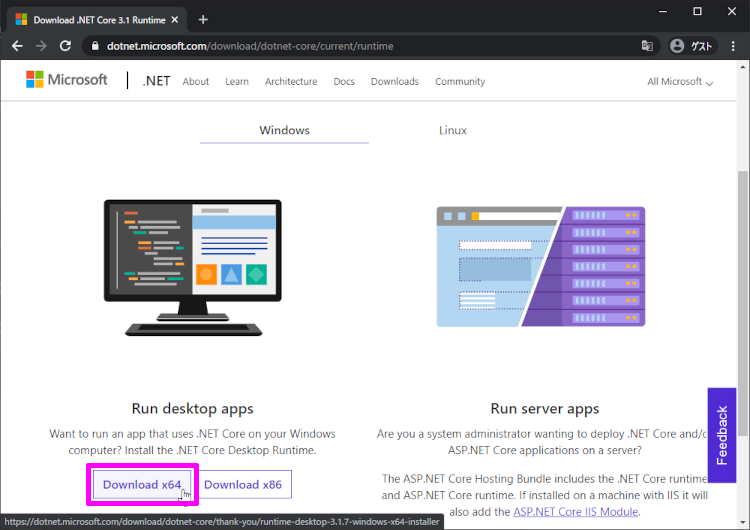 Download .NET Core 3.1 Runtime
dotnet.microsoft.com/download/dotnet-core/current/runtime
ゲスト
Microsoft
.NET
About
Learn
Architecture
Docs
Downloads
Community
All Microsoft
Windows
Linux
Run desktop apps
Want to run an app that uses .NET Core on your Windows
computer? Install the .NET Core Desktop Runtime.
Download x64
Download x86
Run server apps
Are you a system administrator wanting to deploy .NET Core and/o
ASP.NET Core applications on a server?
The ASP.NET Core Hosting Bundle includes the .NET Core runtime
and ASP.NET Core runtime. If installed on a machine with IIS it will
also add the ASP.NET Core IIS Module.
Feedback
https://dotnet.microsoft.com/download/dotnet-core/thank-you/runtime-desktop-3.1.7-windows-x64-installer